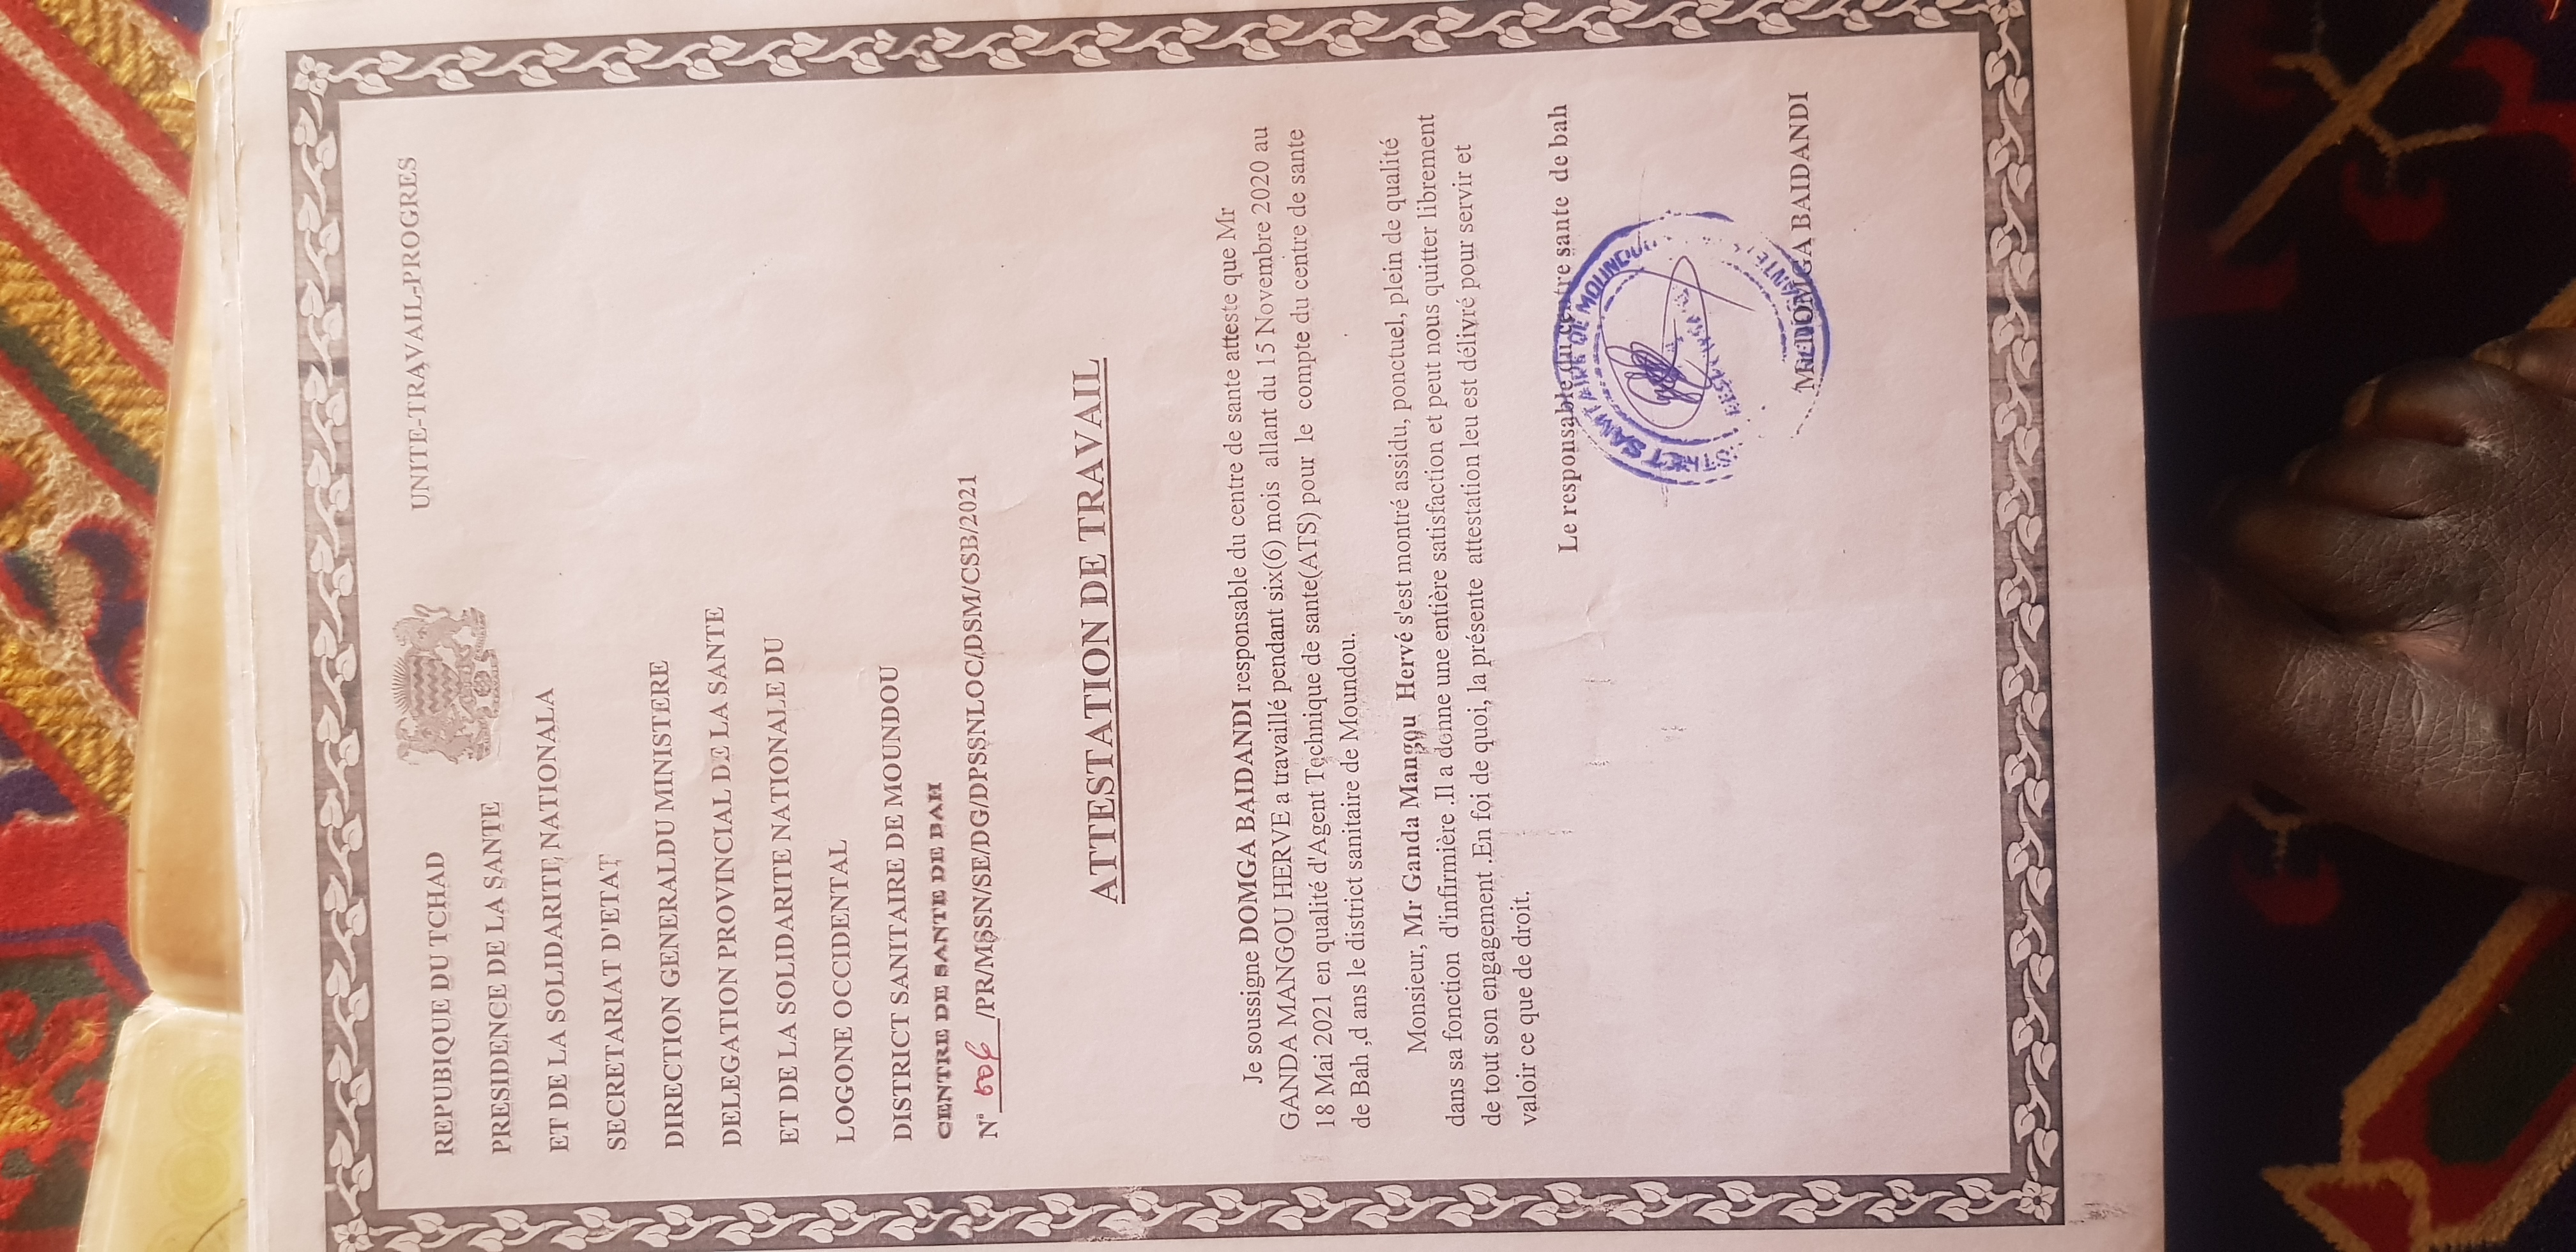 REPUBIQUE DU TCHAD
UNITE-TRAVAIL-PROGRES
PRESIDENCE DE LA SANTE
ET DE LA SOLIDARITE NATIONALA
SECRETARIAT D'ETAT
DIRECTION GENERALDU MINISTERE
DELEGATION PROVINCIAL DE LA SANTE
ET DE LA SOLIDARITE NATIONALE DU
LOGONE OCCIDENTAL
DISTRICT SANITAIRE DE MOUNDOU
CENTRE DE SANTE DE BAH
N° /PR/MSSN/SE/DG/DPSSNLOC/DSM/CSB/2021
ATTESTATION DE TRAVAIL
Je soussigne DOMGA BAIDANDI responsable du centre de sante atteste que Mr
GANDA MANGOU HERVE a travaillé pendant six(6) mois allant du 15 Novembre 2020 au
18 Mai 2021 en qualité d'Agent Technique de sante(ATS) pour le compte du centre de sante
de Bah ,d ans le district sanitaire de Moundou.
Monsieur, Mr Ganda Mangou Hervé s'est montré assidu, ponctuel, plein de qualité
dans sa fonction d'infirmière .Il a donne une entière satisfaction et peut nous quitter librement
de tout son engagement .En foi de quoi, la présente attestation leu est délivré pour servir et
valoir ce que de droit.
Le responsable du centre sante de bah
DE MOUNDOU
Mr DOMGA BAIDANDI